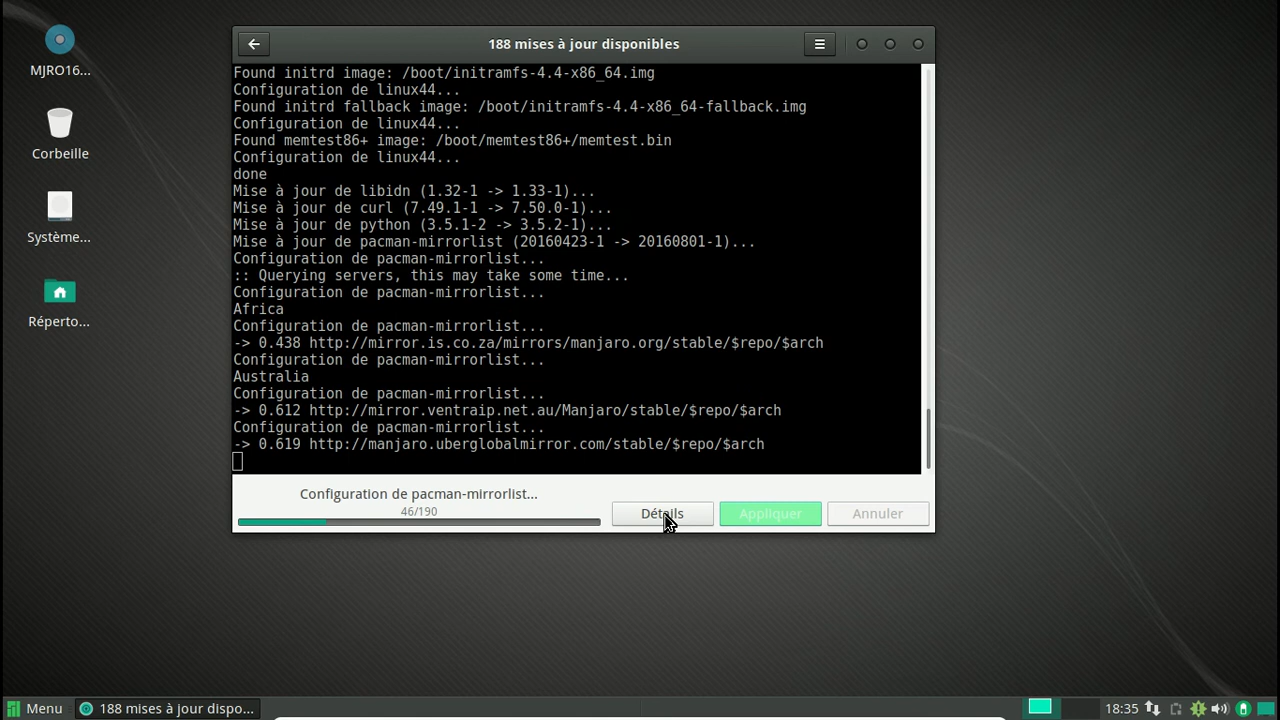 188 mises à jour disponibles
MJRO16...
Corbeille
Système...
Réperto...
Found initrd image: /boot/initramfs-4.4-x86_64.img
Configuration de linux44...
Found initrd fallback image: /boot/initramfs-4.4-x86_64-fallback.img
Configuration de linux44...
Found memtest86+ image: /boot/memtest86+/memtest.bin
Configuration de linux44...
done
Mise à jour de libidn (1.32-1 -> 1.33-1)...
Mise à jour de curl (7.49.1-1 -> 7.50.0-1)...
Mise à jour de python (3.5.1-2 -> 3.5.2-1)...
Mise à jour de pacman-mirrorlist (20160423-1 -> 20160801-1)...
Configuration de pacman-mirrorlist...
:: Querying servers, this may take some time...
Configuration de pacman-mirrorlist...
Africa
Configuration de pacman-mirrorlist...
-> 0.438 http://mirror.is.co.za/mirrors/manjaro.org/stable/$repo/$arch
Configuration de pacman-mirrorlist...
Australia
Configuration de pacman-mirrorlist...
-> 0.612 http://mirror.ventraip.net.au/Manjaro/stable/$repo/$arch
Configuration de pacman-mirrorlist...
-> 0.619 http://manjaro.uberglobalmirror.com/stable/$repo/$arch
Configuration de pacman-mirrorlist...
46/190
Détails
Appliquer
Annuler
Menu
188 mises à jour dispo...
18:35